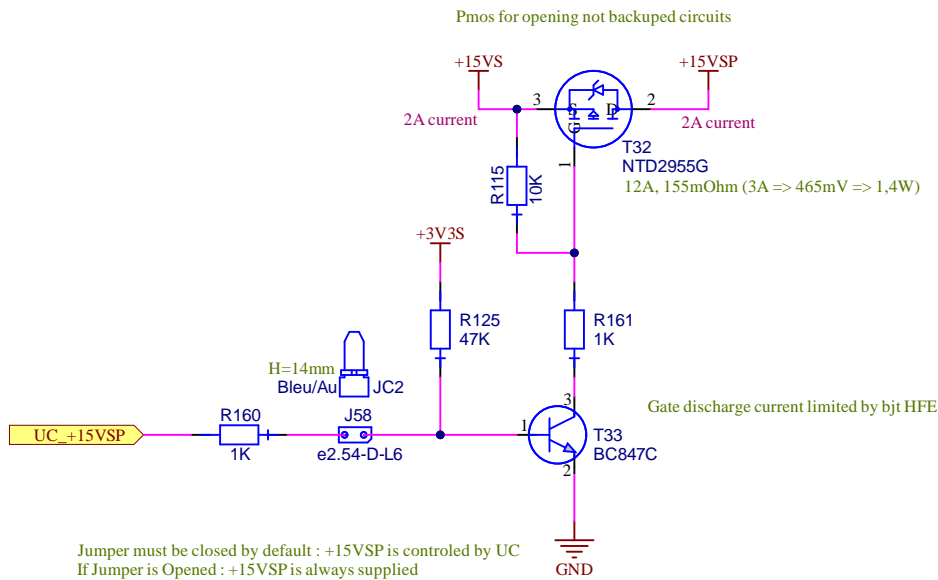 Pmos for opening not backuped circuits
+15VS
+15VSP
3
S
D
2
2A current
2A current
G
1
T32
NTD2955G
12A, 155mOhm (3A => 465mV => 1,4W)
R115
10K
+3V3S
R125
47K
R161
1K
H=14mm
Bleu/Au
JC2
3
Gate discharge current limited by bjt HFE
UC_+15VSP
R160
1K
J58
e2.54-D-L6
1
T33
BC847C
2
Jumper must be closed by default : +15VSP is controled by UC
If Jumper is Opened : +15VSP is always supplied
GND